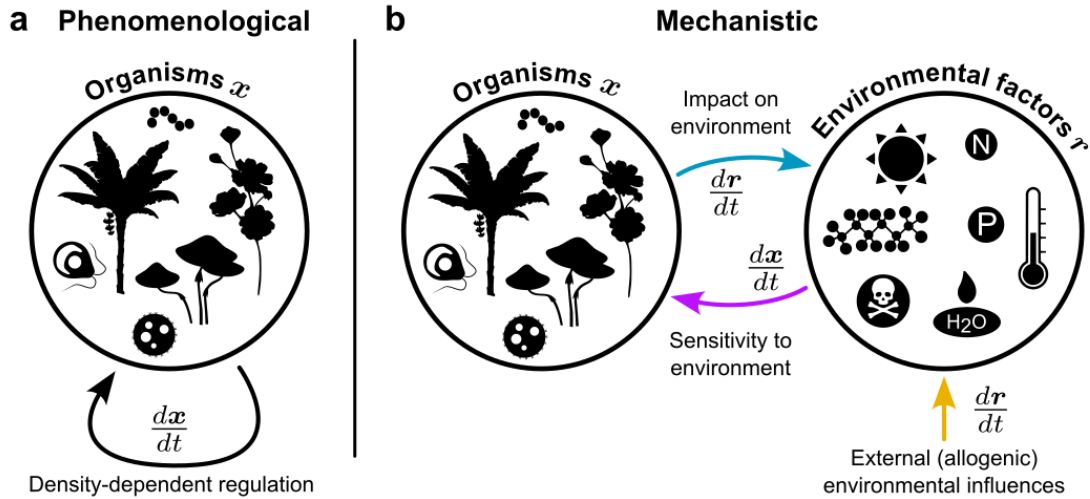 a Phenomenological
Organisms x
dx
dt
Density-dependent regulation
b Mechanistic
Organisms x
Impact on
environment
dr
dt
dx
dt
Sensitivity to
environment
Environmental factors r
N
P
H2O
dr
dt
External (allogenic)
environmental influences